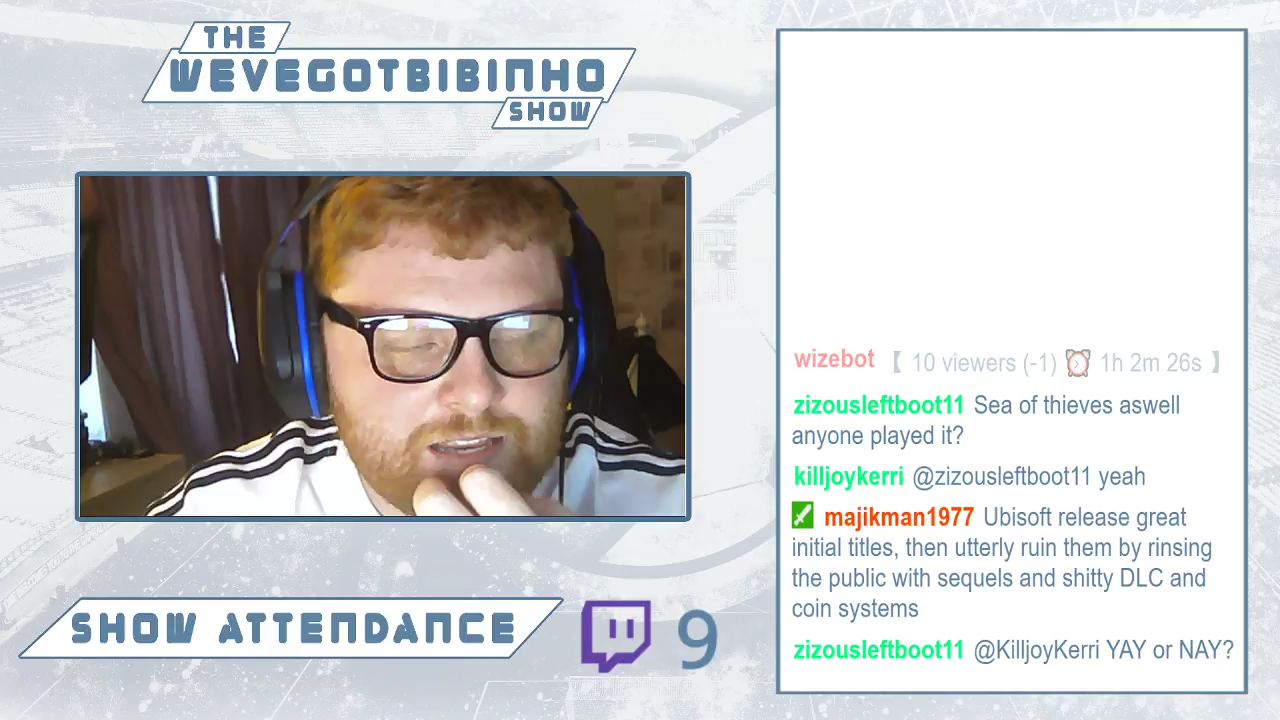 THE
WEVEGOTBIBINHO
SHOW
wizebot 【 10 viewers (-1) ⏰ 1h 2m 26s 】
zizousleftboot11 Sea of thieves aswell
anyone played it?
killjoykerri @zizousleftboot11 yeah
majikman1977 Ubisoft release great
initial titles, then utterly ruin them by rinsing
the public with sequels and shitty DLC and
coin systems
zizousleftboot11 @KilljoyKerri YAY or NAY?
SHOW ATTENDANCE 9